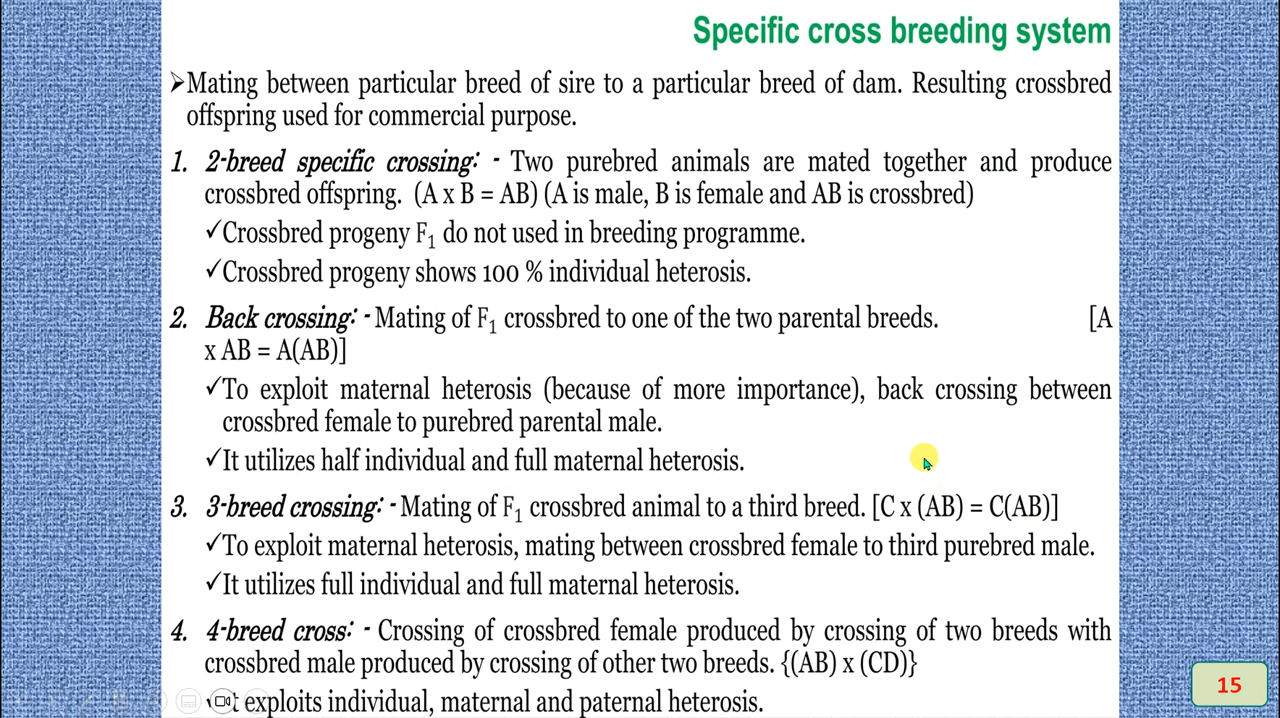 Specific cross breeding system
➢Mating between particular breed of sire to a particular breed of dam. Resulting crossbred
offspring used for commercial purpose.
1. 2-breed specific crossing: - Two purebred animals are mated together and produce
crossbred offspring. (A x B = AB) (A is male, B is female and AB is crossbred)
✓Crossbred progeny F₁ do not used in breeding programme.
✓Crossbred progeny shows 100 % individual heterosis.
2. Back crossing: - Mating of F₁ crossbred to one of the two parental breeds. [A
x AB = A(AB)]
✓To exploit maternal heterosis (because of more importance), back crossing between
crossbred female to purebred parental male.
✓It utilizes half individual and full maternal heterosis.
3. 3-breed crossing: - Mating of F₁ crossbred animal to a third breed. [C x (AB) = C(AB)]
✓To exploit maternal heterosis, mating between crossbred female to third purebred male.
✓It utilizes full individual and full maternal heterosis.
4. 4-breed cross: - Crossing of crossbred female produced by crossing of two breeds with
crossbred male produced by crossing of other two breeds. {(AB) x (CD)}
exploits individual, maternal and paternal heterosis.
15